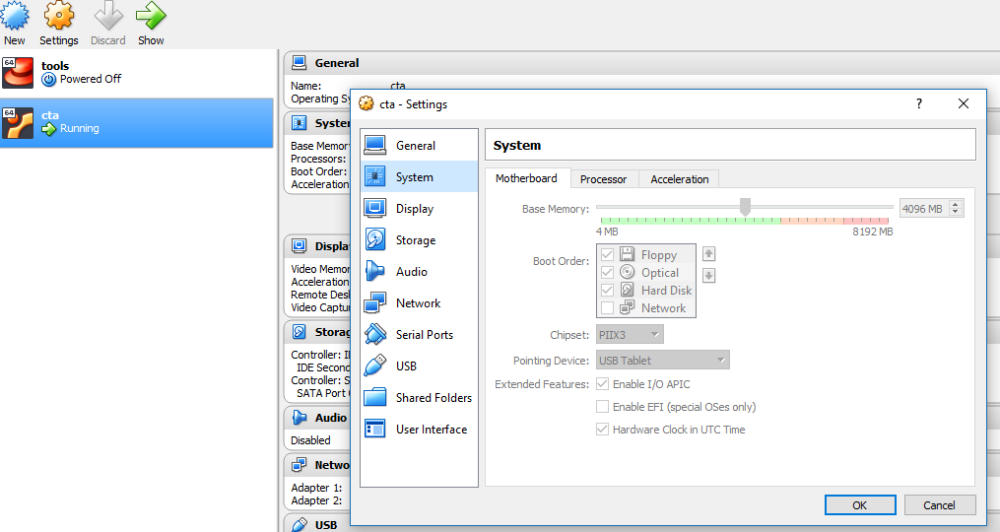 New Settings Discard Show
64 tools
Powered Off
64 cta
Running
General
Name: cta
Operating Sy
System
Base Memory
Processors:
Boot Order:
Acceleration
Display
Video Memor
Acceleration
Remote Desk
Video Captur
Storag
Controller: I
IDE Second
Controller: S
SATA Port
Audio
Disabled
Netwo
Adapter 1:
Adapter 2:
USB
cta - Settings ?
General
System
Display
Storage
Audio
Network
Serial Ports
USB
Shared Folders
User Interface
System
Motherboard Processor Acceleration
Base Memory: 4096 MB
4 MB 8192 MB
Boot Order: Floppy
Optical
Hard Disk
Network
Chipset: PIIX3
Pointing Device: USB Tablet
Extended Features: Enable I/O APIC
Enable EFI (special OSes only)
Hardware Clock in UTC Time
OK Cancel